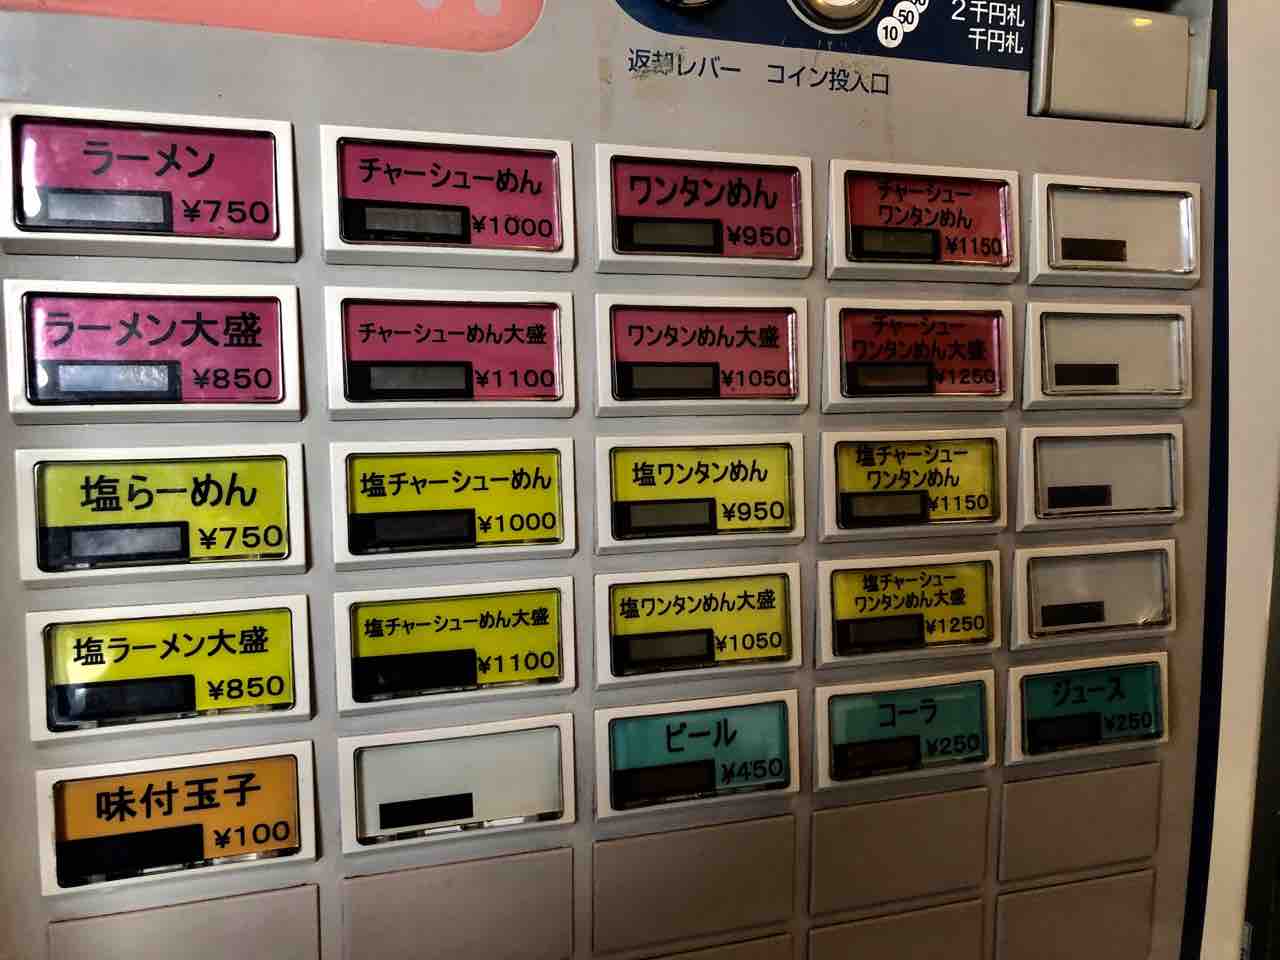 2千円札
千円札
50
10
返却レバー コイン投入口
ラーメン
¥750
チャーシューめん
¥1000
ワンタンめん
¥950
チャーシュー
ワンタンめん
¥1150
ラーメン大盛
¥850
チャーシューめん大盛
¥1100
ワンタンめん大盛
¥1050
チャーシュー
ワンタンめん大盛
¥1250
塩らーめん
¥750
塩チャーシューめん
¥1000
塩ワンタンめん
¥950
塩チャーシュー
ワンタンめん
¥1150
塩ラーメン大盛
¥850
塩チャーシューめん大盛
¥1100
塩ワンタンめん大盛
¥1050
塩チャーシュー
ワンタンめん大盛
¥1250
味付玉子
¥100
ビール
¥450
コーラ
¥250
ジュース
¥250